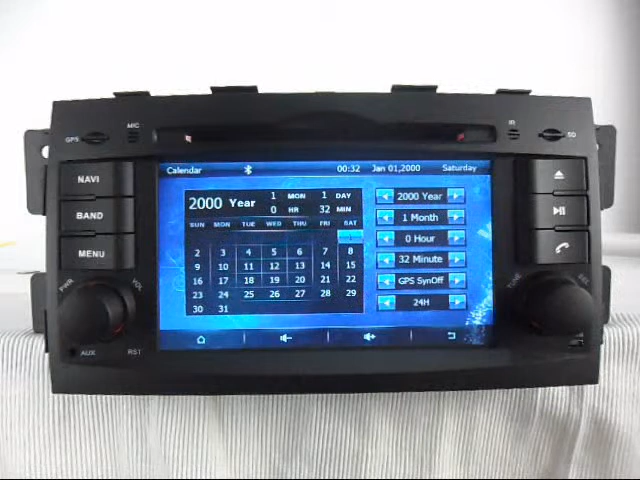 MIC
IR
GPS
SD
Calendar 00:32 Jan 01,2000 Saturday
NAVI
BAND
MENU
2000 Year 1 MON 1 DAY
0 HR 32 MIN
SUN MON TUE WED THU FRI SAT
1
2 3 4 5 6 7 8
9 10 11 12 13 14 15
16 17 18 19 20 21 22
23 24 25 26 27 28 29
30 31
2000 Year
1 Month
0 Hour
32 Minute
GPS SynOff
24H
PWR
VOL
TUNE
SEL
AUX
RST